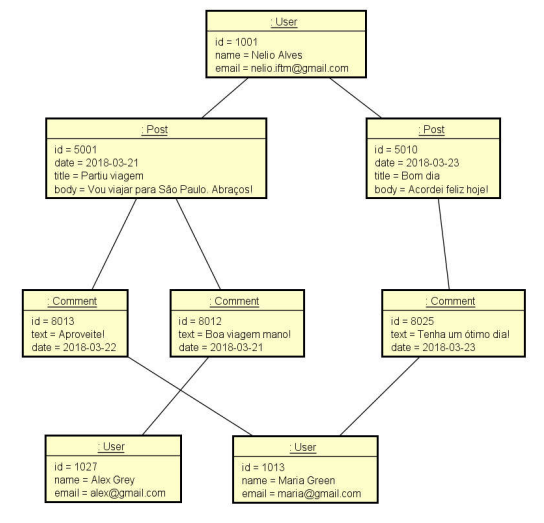 : User
id = 1001
name = Nelio Alves
email = nelio.iftm@gmail.com
: Post
id = 5001
date = 2018-03-21
title = Partiu viagem
body = Vou viajar para São Paulo. Abraços!
: Post
id = 5010
date = 2018-03-23
title = Bom dia
body = Acordei feliz hoje!
: Comment
id = 8013
text = Aproveite!
date = 2018-03-22
: Comment
id = 8012
text = Boa viagem mano!
date = 2018-03-21
: Comment
id = 8025
text = Tenha um ótimo dia!
date = 2018-03-23
: User
id = 1027
name = Alex Grey
email = alex@gmail.com
: User
id = 1013
name = Maria Green
email = maria@gmail.com